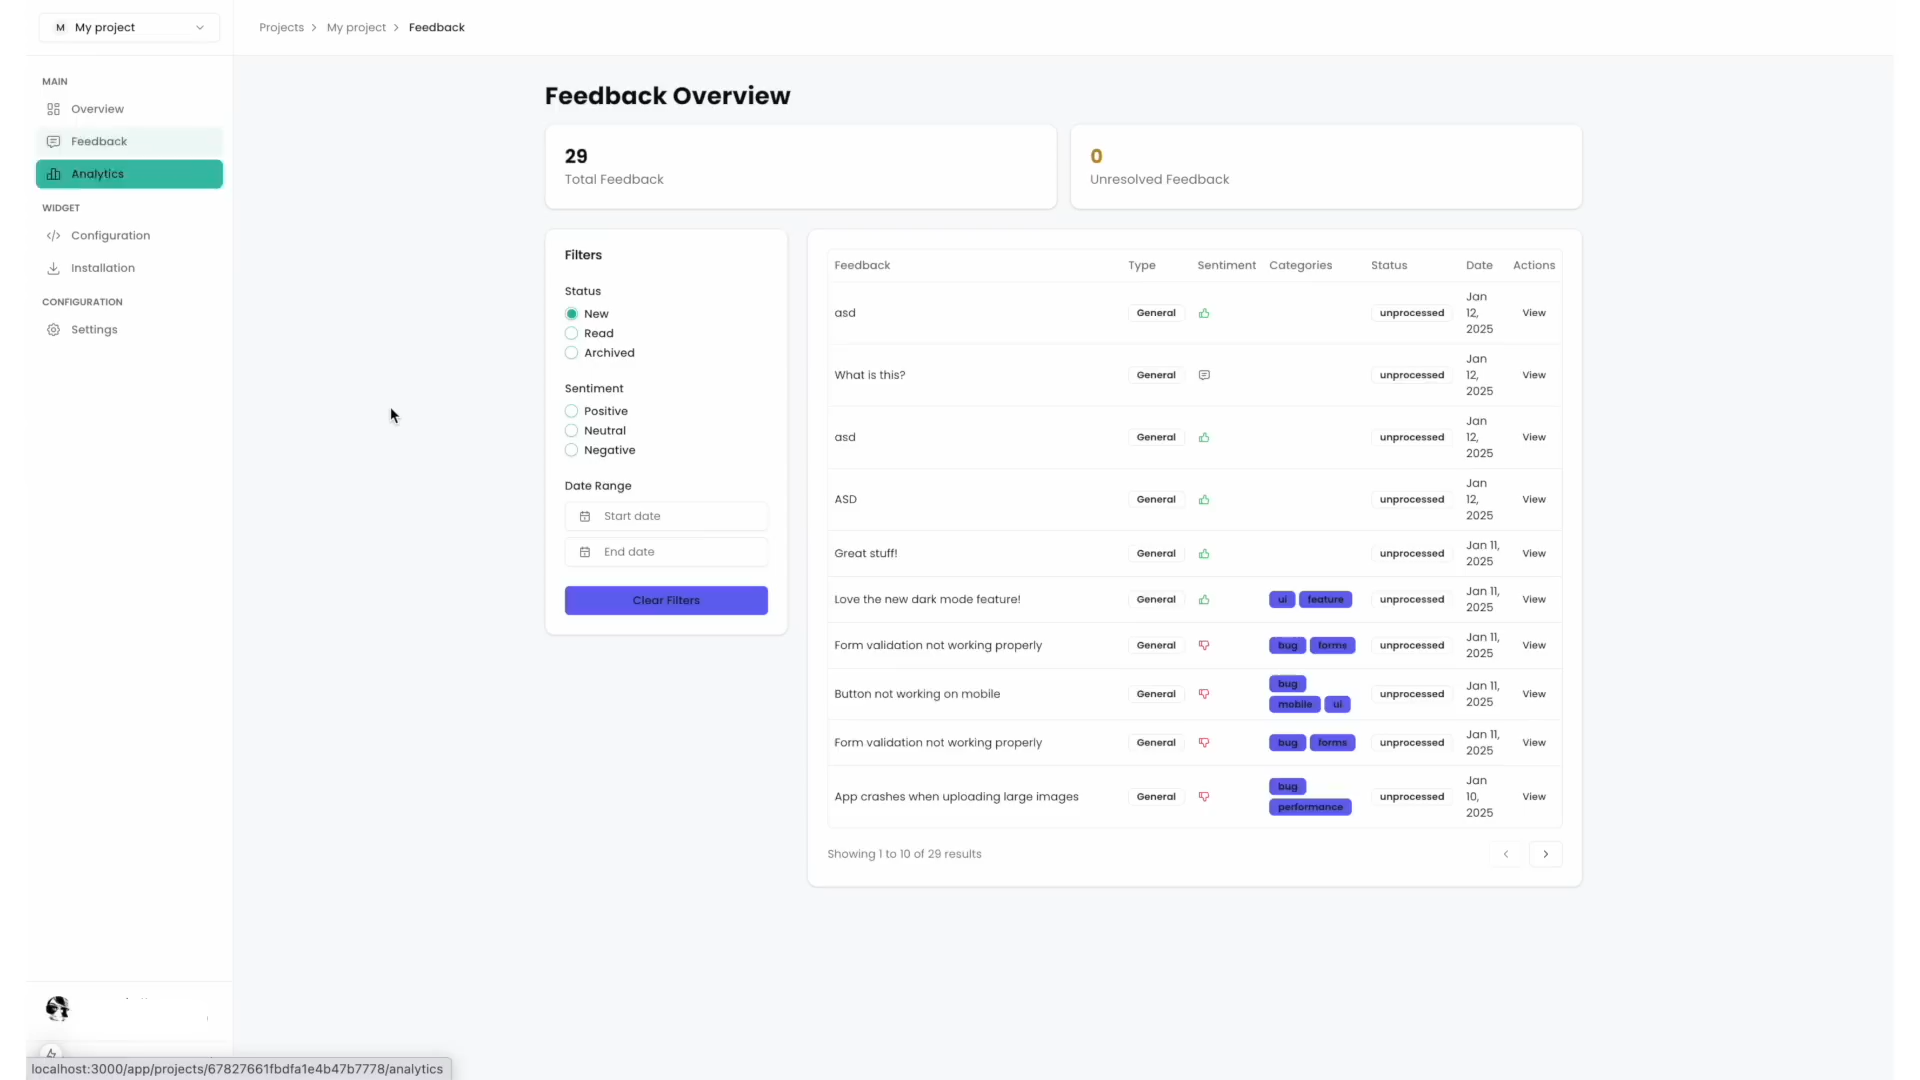 M My project
Projects > My project > Feedback
MAIN
Overview
Feedback
Analytics
WIDGET
Configuration
Installation
CONFIGURATION
Settings
Feedback Overview
29
Total Feedback
0
Unresolved Feedback
Filters
Status
New
Read
Archived
Sentiment
Positive
Neutral
Negative
Date Range
Start date
End date
Clear Filters
Feedback Type Sentiment Categories Status Date Actions
asd General unprocessed Jan 12, 2025 View
What is this? General unprocessed Jan 12, 2025 View
asd General unprocessed Jan 12, 2025 View
ASD General unprocessed Jan 12, 2025 View
Great stuff! General unprocessed Jan 11, 2025 View
Love the new dark mode feature! General ui feature unprocessed Jan 11, 2025 View
Form validation not working properly General bug forms unprocessed Jan 11, 2025 View
Button not working on mobile General bug mobile ui unprocessed Jan 11, 2025 View
Form validation not working properly General bug forms unprocessed Jan 11, 2025 View
App crashes when uploading large images General bug performance unprocessed Jan 10, 2025 View
Showing 1 to 10 of 29 results
localhost:3000/app/projects/67827661fbdfa1e4b47b7778/analytics